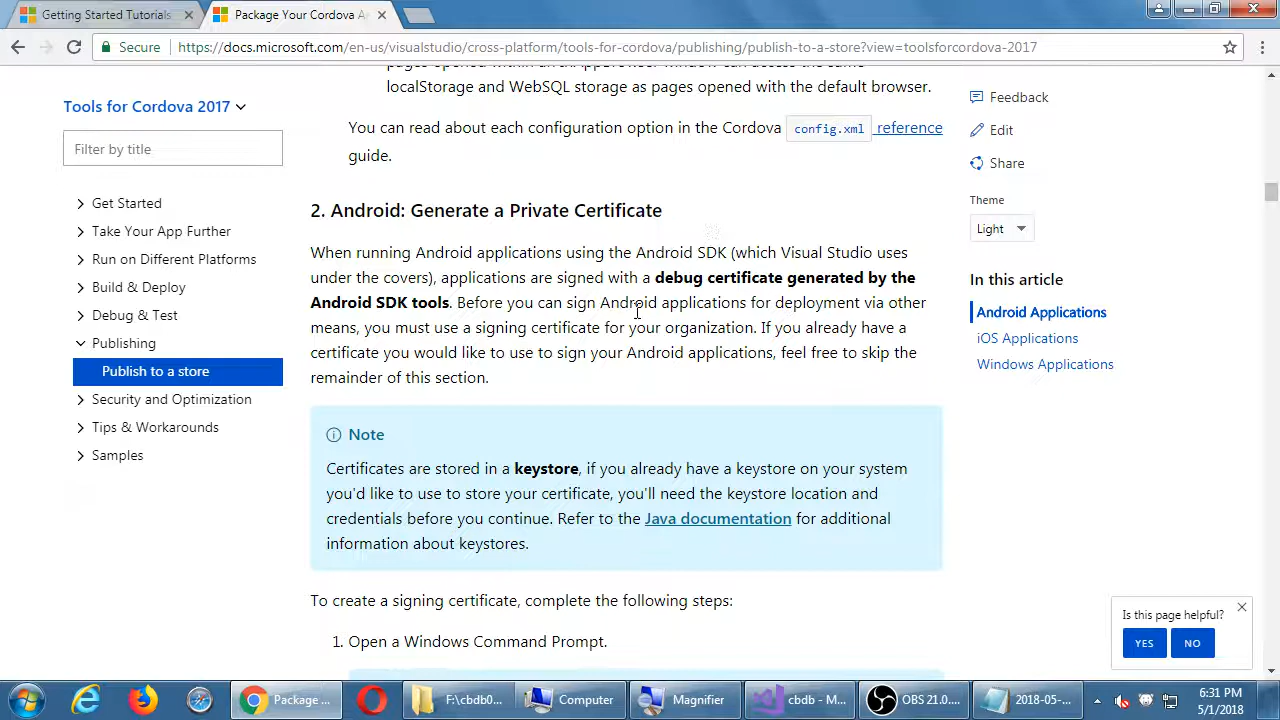 Getting Started Tutorials
Package Your Cordova A
Secure
https://docs.microsoft.com/en-us/visualstudio/cross-platform/tools-for-cordova/publishing/publish-to-a-store?view=toolsforcordova-2017
Tools for Cordova 2017
Filter by title
Get Started
Take Your App Further
Run on Different Platforms
Build & Deploy
Debug & Test
Publishing
Publish to a store
Security and Optimization
Tips & Workarounds
Samples
localStorage and WebSQL storage as pages opened with the default browser.
You can read about each configuration option in the Cordova config.xml reference
guide.
2. Android: Generate a Private Certificate
When running Android applications using the Android SDK (which Visual Studio uses
under the covers), applications are signed with a debug certificate generated by the
Android SDK tools. Before you can sign Android applications for deployment via other
means, you must use a signing certificate for your organization. If you already have a
certificate you would like to use to sign your Android applications, feel free to skip the
remainder of this section.
Note
Certificates are stored in a keystore, if you already have a keystore on your system
you'd like to use to store your certificate, you'll need the keystore location and
credentials before you continue. Refer to the Java documentation for additional
information about keystores.
To create a signing certificate, complete the following steps:
1. Open a Windows Command Prompt.
Feedback
Edit
Share
Theme
Light
In this article
Android Applications
iOS Applications
Windows Applications
Is this page helpful?
YES NO
Package ...
F:\cbdb0...
Computer
Magnifier
cbdb - M...
OBS 21.0....
2018-05-...
6:31 PM
5/1/2018